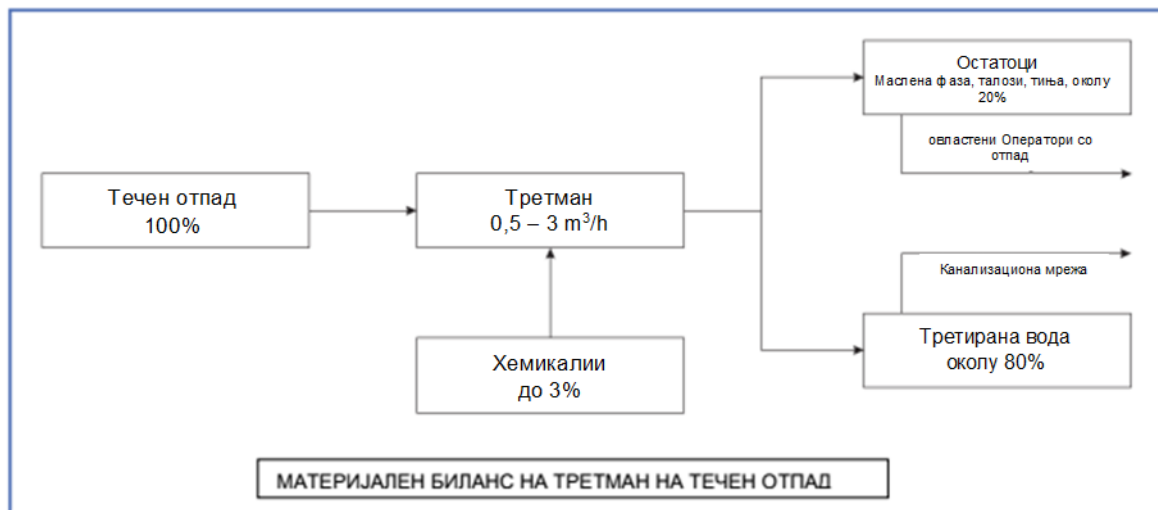 Остатоци
Маслена фаза, талози, тиња, околу
20%
овластени Оператори со
отпад
Течен отпад
100%
Третман
0,5 – 3 m³/h
Канализациона мрежа
Третирана вода
околу 80%
Хемикалии
до 3%
МАТЕРИЈАЛЕН БИЛАНС НА ТРЕТМАН НА ТЕЧЕН ОТПАД